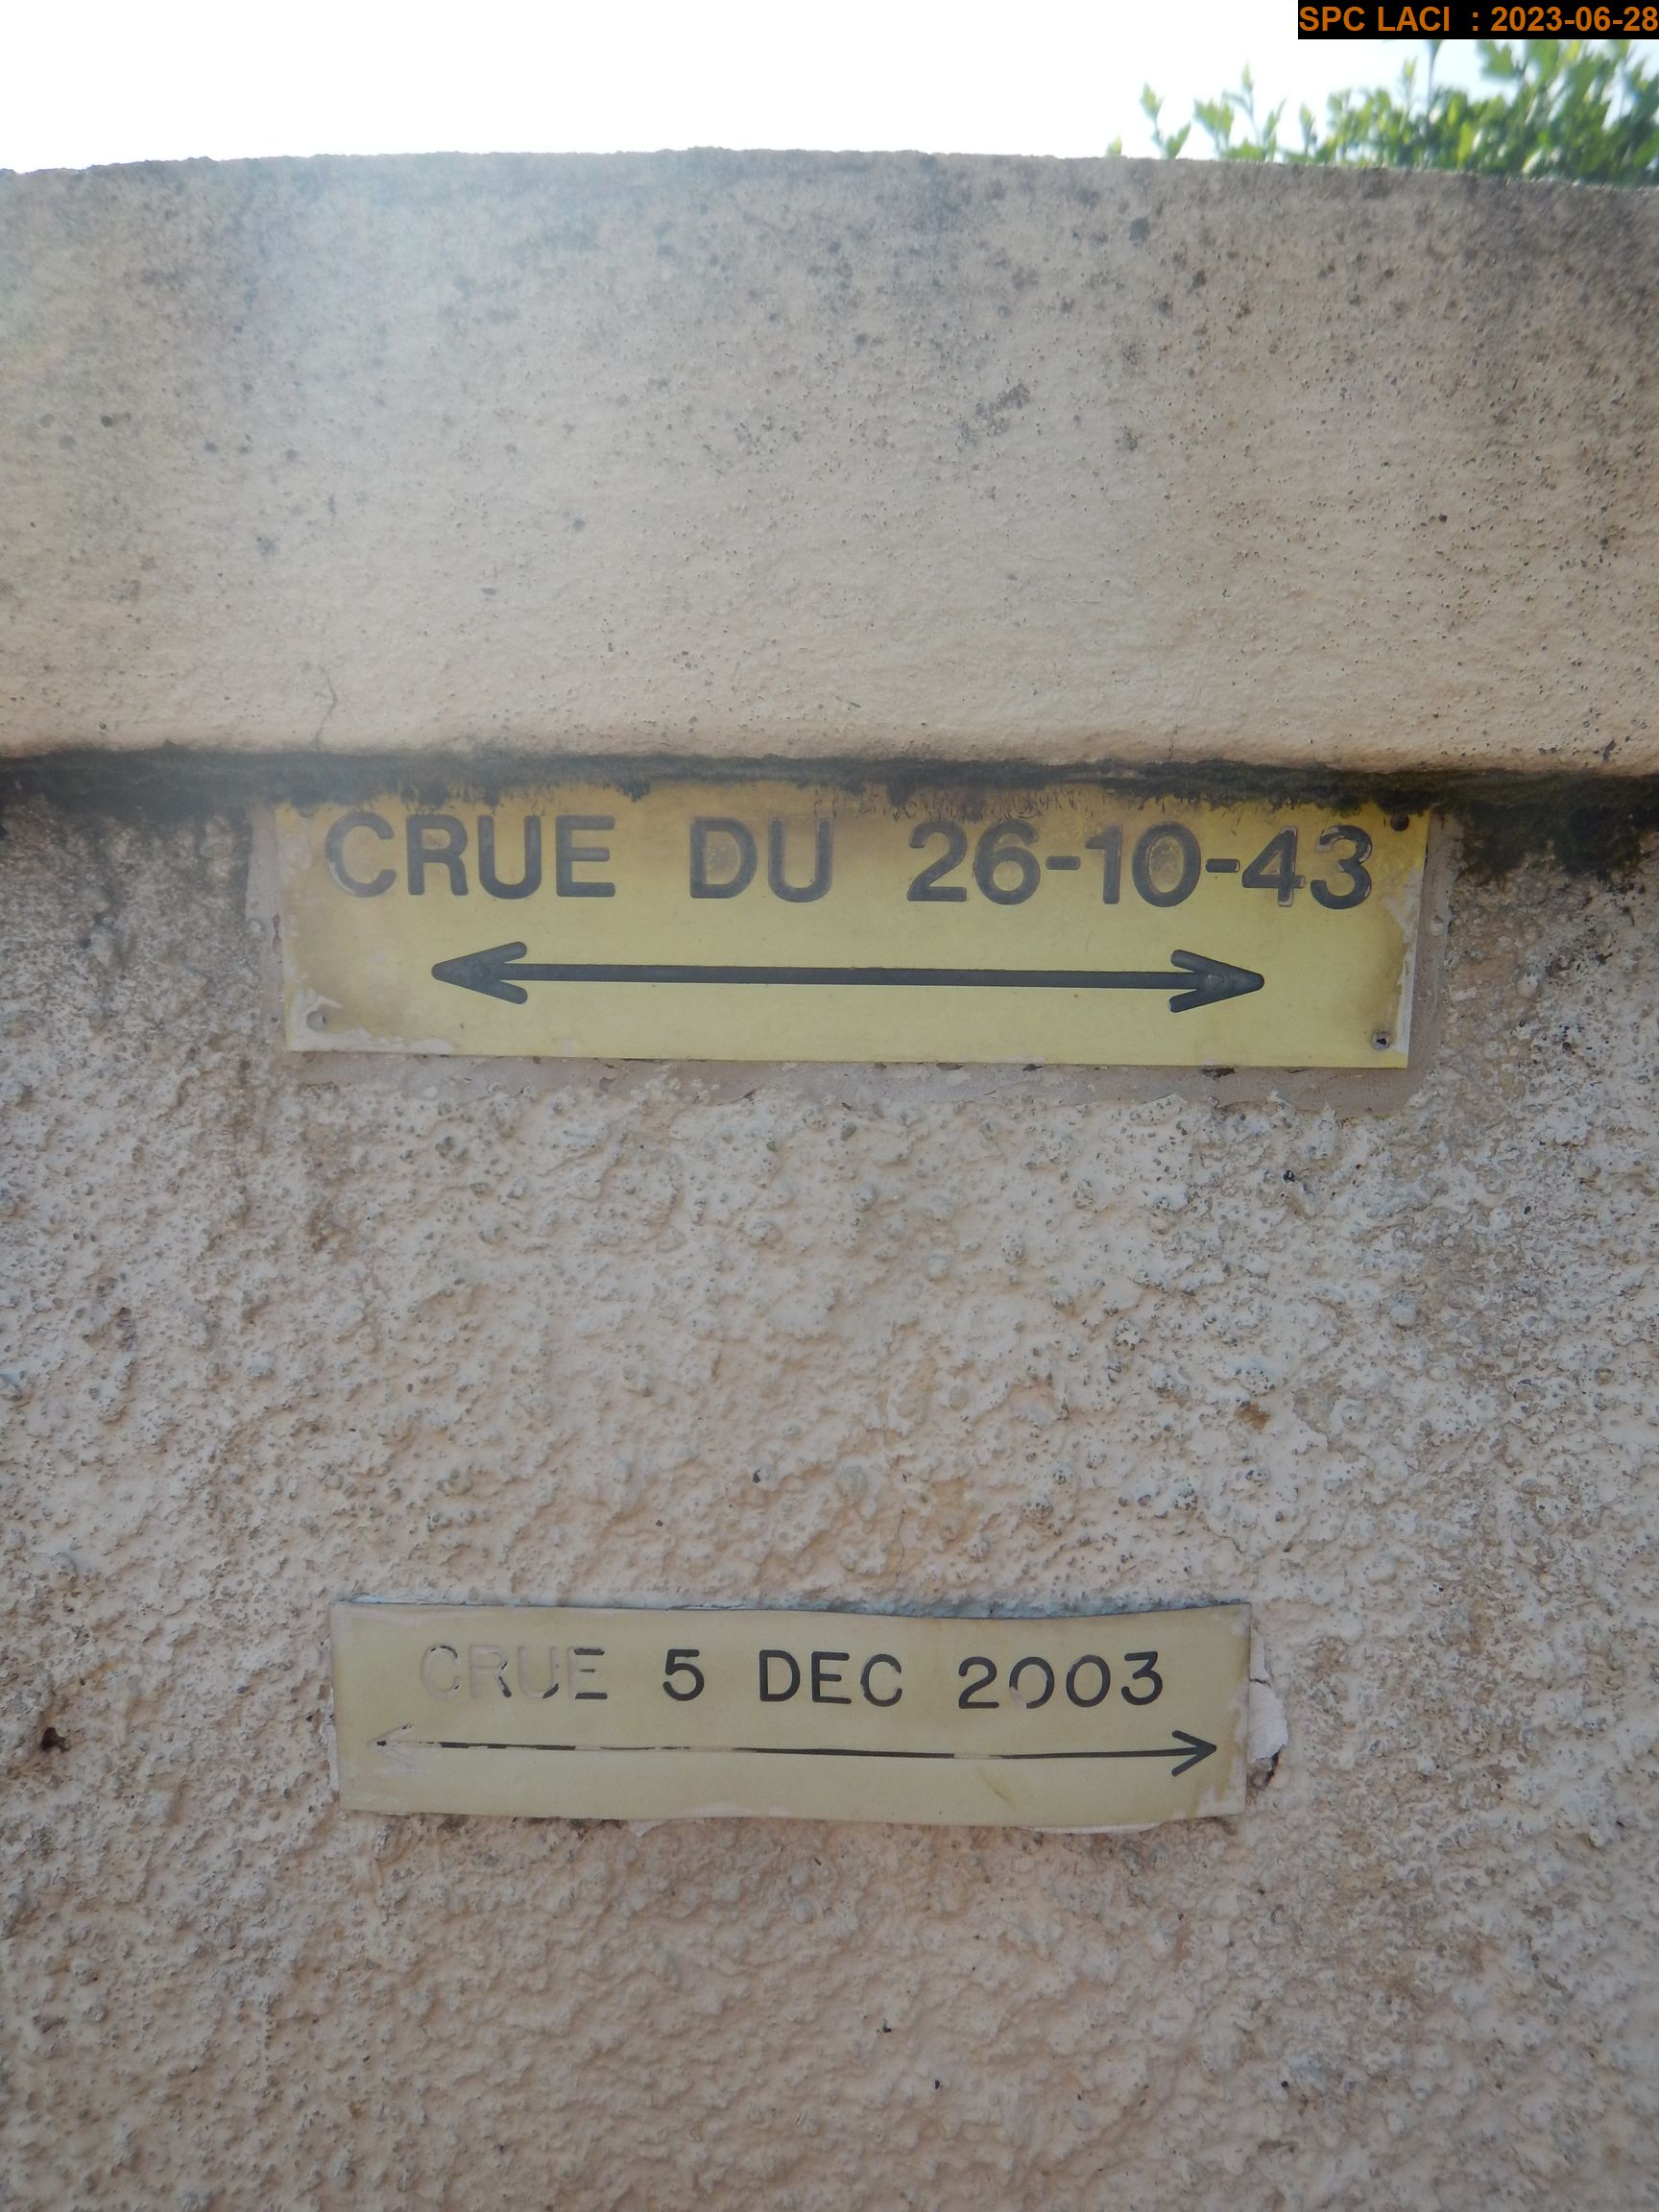 SPC LACI : 2023-06-28
CRUE DU 26-10-43
CRUE 5 DEC 2003